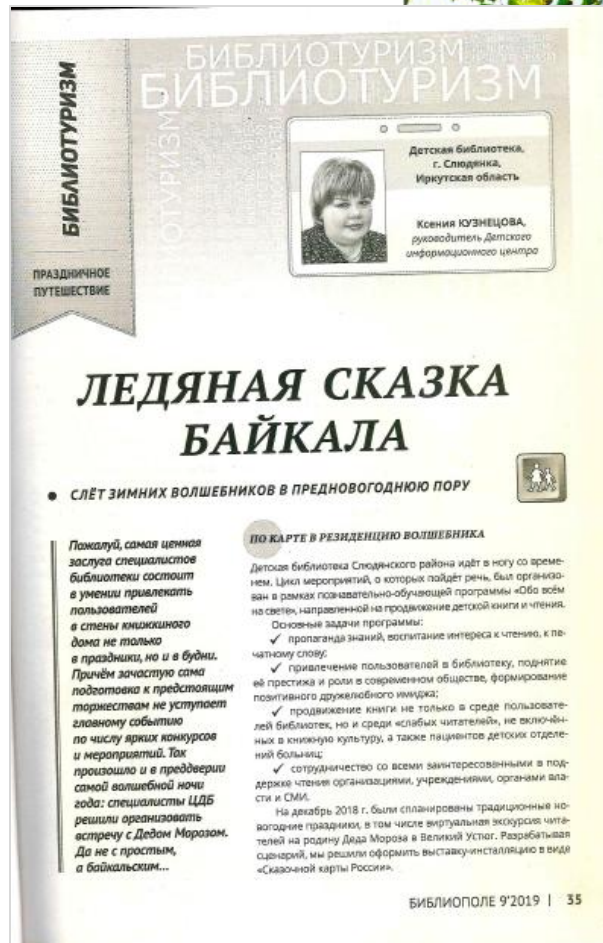 БИБЛИОТУРИЗМ
БИБЛИОТУРИЗМ
БИБЛИОТУРИЗМ
ПРАЗДНИЧНОЕ
ПУТЕШЕСТВИЕ
Детская библиотека,
г. Слюдянка,
Иркутская область
Ксения КУЗНЕЦОВА,
руководитель Детского
информационного центра
ЛЕДЯНАЯ СКАЗКА
БАЙКАЛА
• СЛЁТ ЗИМНИХ ВОЛШЕБНИКОВ В ПРЕДНОВОГОДНЮЮ ПОРУ
Пожалуй, самая ценная
заслуга специалистов
библиотеки состоит
в умении привлекать
пользователей
в стены книжкиного
дома не только
в праздники, но и в будни.
Причём зачастую сама
подготовка к предстоящим
торжествам не уступает
главному событию
по числу ярких конкурсов
и мероприятий. Так
произошло и в преддверии
самой волшебной ночи
года: специалисты ЦДБ
решили организовать
встречу с Дедом Морозом.
Да не с простым,
а байкальским...
ПО КАРТЕ В РЕЗИДЕНЦИЮ ВОЛШЕБНИКА
Детская библиотека Слюдянского района идёт в ногу со време-
нем. Цикл мероприятий, о которых пойдёт речь, был организо-
ван в рамках познавательно-обучающей программы «Обо всём
на свете», направленной на продвижение детской книги и чтения.
Основные задачи программы:
✓ пропаганда знаний, воспитание интереса к чтению, к пе-
чатному слову;
✓ привлечение пользователей в библиотеку, поднятие
её престижа и роли в современном обществе, формирование
позитивного дружелюбного имиджа;
✓ продвижение книги не только в среде пользовате-
лей библиотек, но и среди «слабых читателей», не включён-
ных в книжную культуру, а также пациентов детских отделе-
ний больниц;
✓ сотрудничество со всеми заинтересованными в под-
держке чтения организациями, учреждениями, органами вла-
сти и СМИ.
На декабрь 2018 г. были спланированы традиционные но-
вогодние праздники, в том числе виртуальная экскурсия чита-
телей на родину Деда Мороза в Великий Устюг. Разрабатывая
сценарий, мы решили оформить выставку-инсталляцию в виде
«Сказочной карты России».
БИБЛИОПОЛЕ 9'2019 | 35